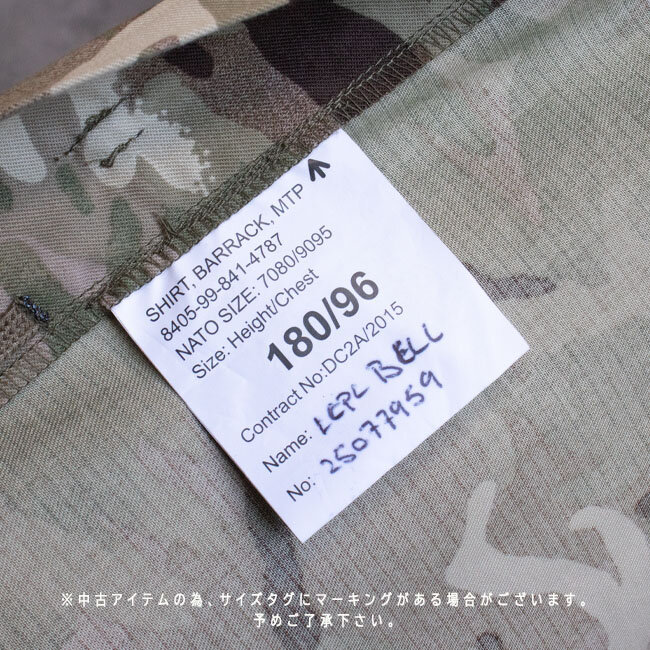 SHIRT, BARRACK, MTP
8405-99-841-4787
NATO SIZE: 7080/9095
Size: Height/Chest
180/96
Contract No:DC2A/2015
Name: LCPL BELL
No: 25077959
※中古アイテムの為、サイズタグにマーキングがある場合がございます。
予めご了承下さい。